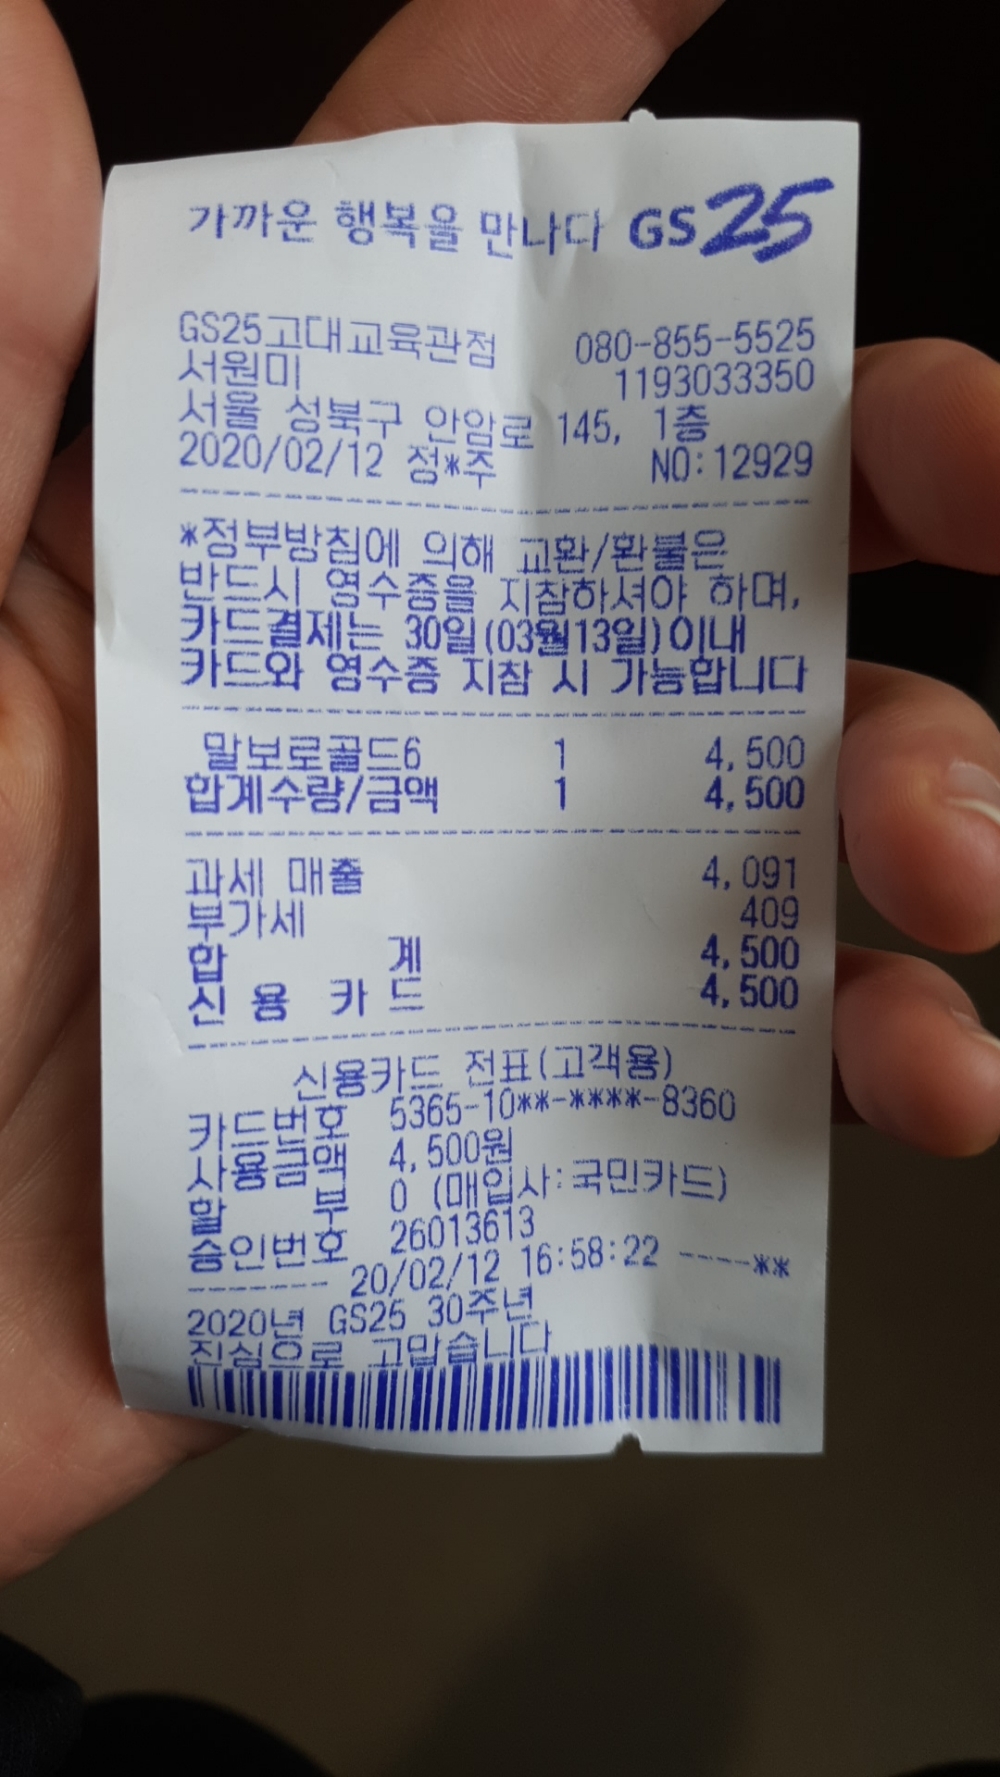 가까운 행복을 만나다 GS25
GS25고대교육관점 080-855-5525
서원미 1193033350
서울 성북구 안암로 145, 1층
2020/02/12 정*주 NO:12929
*정부방침에 의해 교환/환불은
반드시 영수증을 지참하셔야 하며,
카드결제는 30일(03월13일)이내
카드와 영수증 지참 시 가능합니다
말보로골드6 1 4,500
합계수량/금액 1 4,500
과세 매출 4,091
부가세 409
합 계 4,500
신 용 카 드 4,500
신용카드 전표(고객용)
카드번호 5365-10**-****-8360
사용금액 4,500원
할 부 0 (매입사:국민카드)
승인번호 26013613
------- 20/02/12 16:58:22 ----**
2020년 GS25 30주년
진심으로 고맙습니다